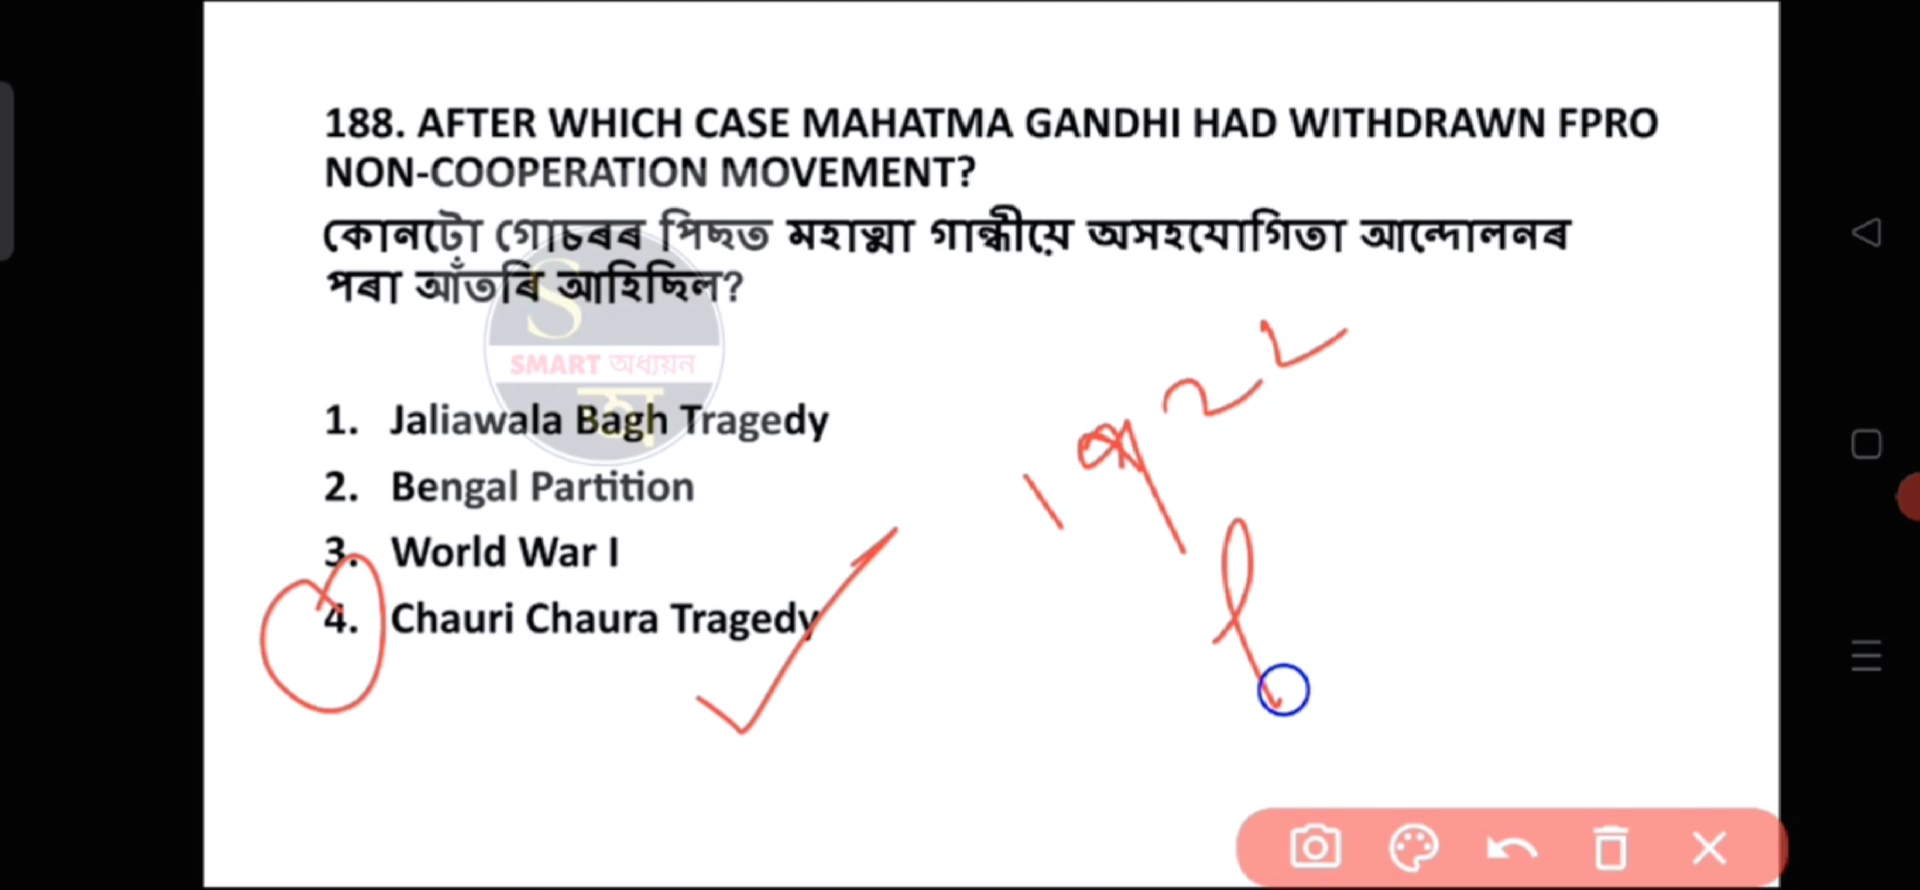 188. AFTER WHICH CASE MAHATMA GANDHI HAD WITHDRAWN FPRO
NON-COOPERATION MOVEMENT?
কোনটো গোচৰৰ পিছত মহাত্মা গান্ধীয়ে অসহযোগিতা আন্দোলনৰ
পৰা আঁতৰি আহিছিল?
S
SMART অধ্যয়ন
অ
1. Jaliawala Bagh Tragedy
2. Bengal Partition
3. World War I
4. Chauri Chaura Tragedy
1922